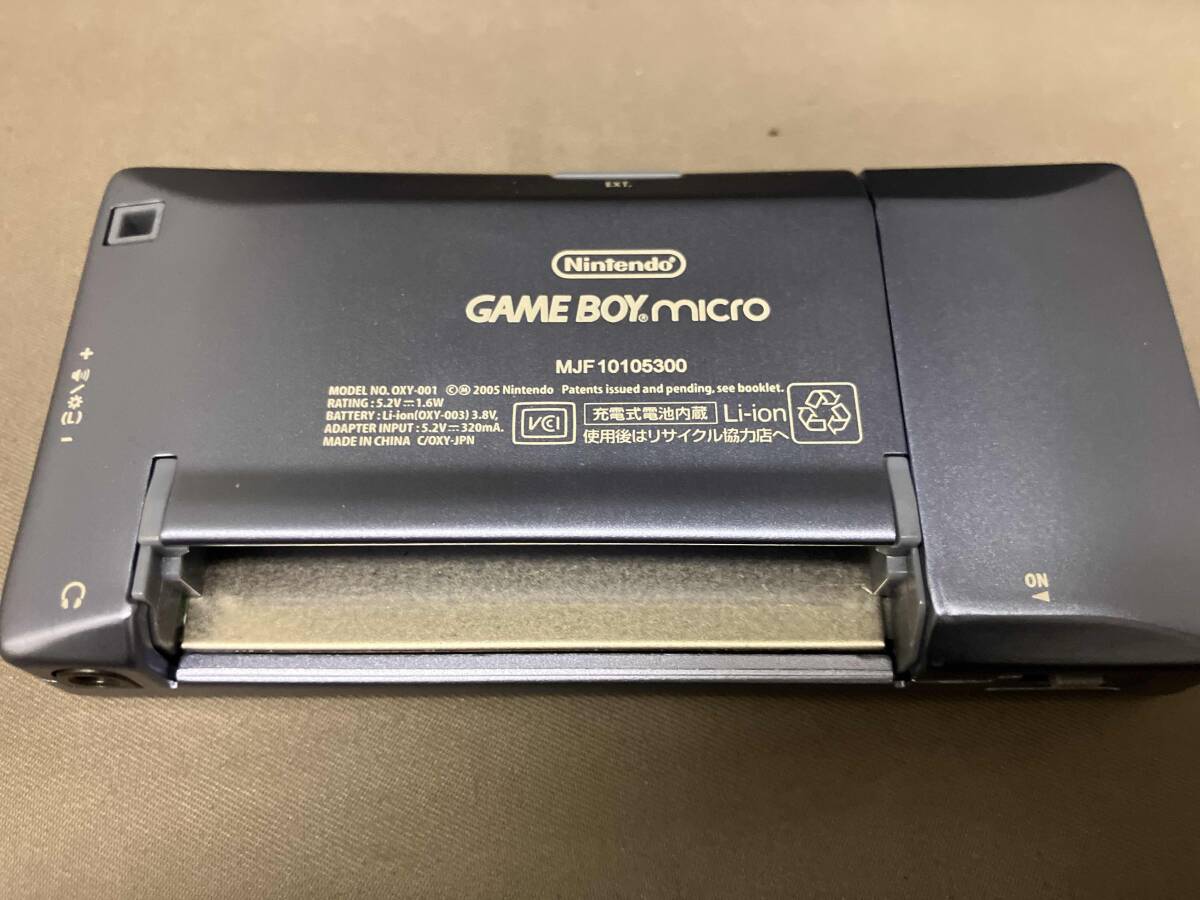 EXT.
Nintendo®
GAME BOY® micro
MJF10105300
MODEL NO. OXY-001 ©Ⓜ 2005 Nintendo Patents issued and pending, see booklet.
RATING : 5.2V⎓1.6W
BATTERY : Li-ion(OXY-003) 3.8V,
ADAPTER INPUT : 5.2V⎓320mA.
MADE IN CHINA C/OXY-JPN
VCI
充電式電池内蔵 Li-ion
使用後はリサイクル協力店へ
− (L) / +
ON